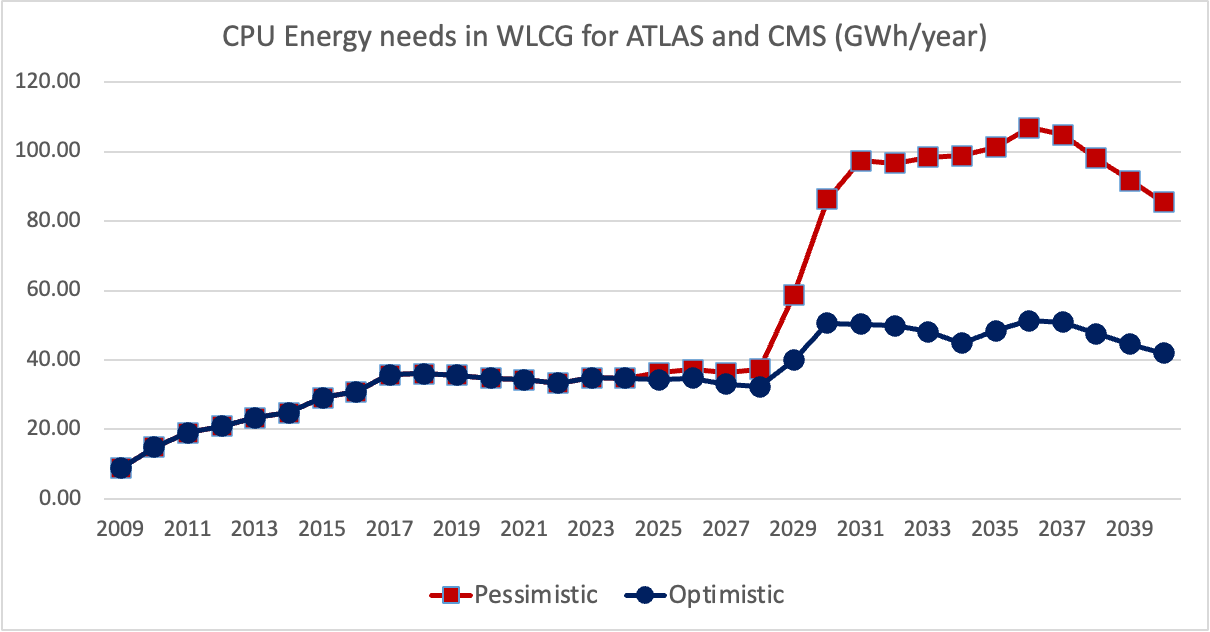 CPU Energy needs in WLCG for ATLAS and CMS (GWh/year)
120.00
100.00
80.00
60.00
40.00
20.00
0.00
2009 2011 2013 2015 2017 2019 2021 2023 2025 2027 2029 2031 2033 2035 2037 2039
Pessimistic Optimistic